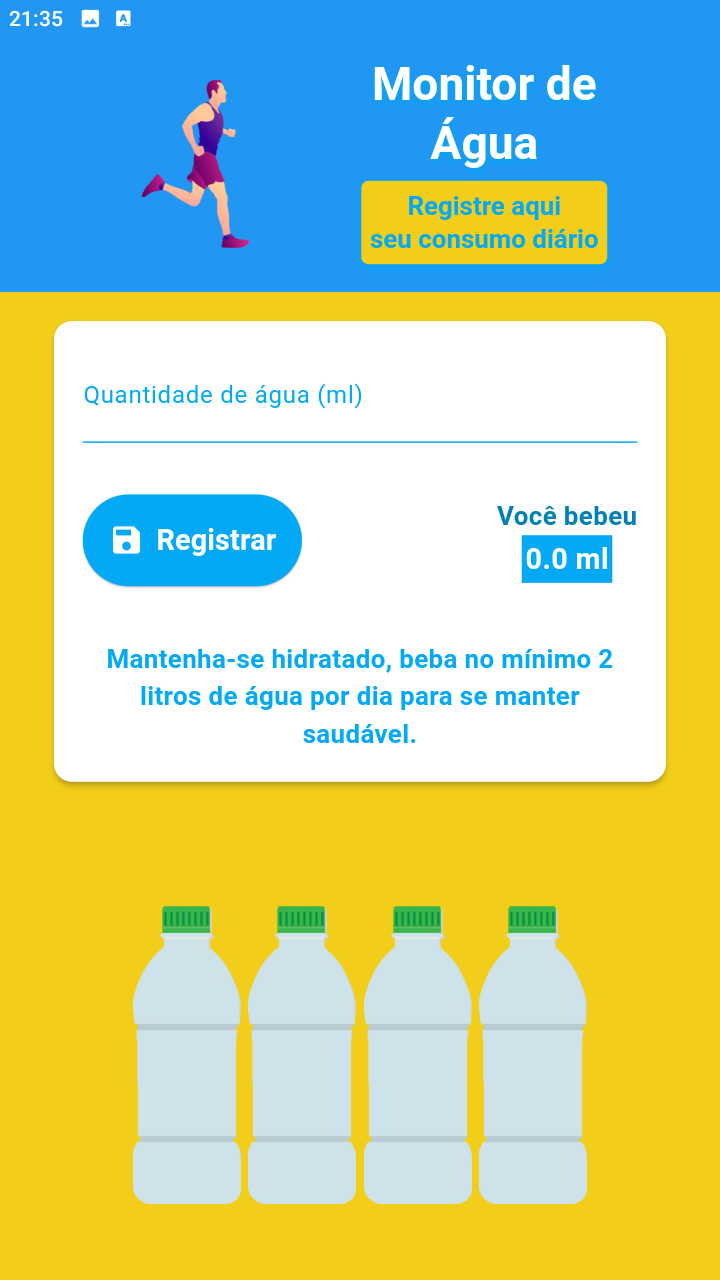 21:35
Monitor de
Água
Registre aqui
seu consumo diário
Quantidade de água (ml)
Registrar
Você bebeu
0.0 ml
Mantenha-se hidratado, beba no mínimo 2
litros de água por dia para se manter
saudável.